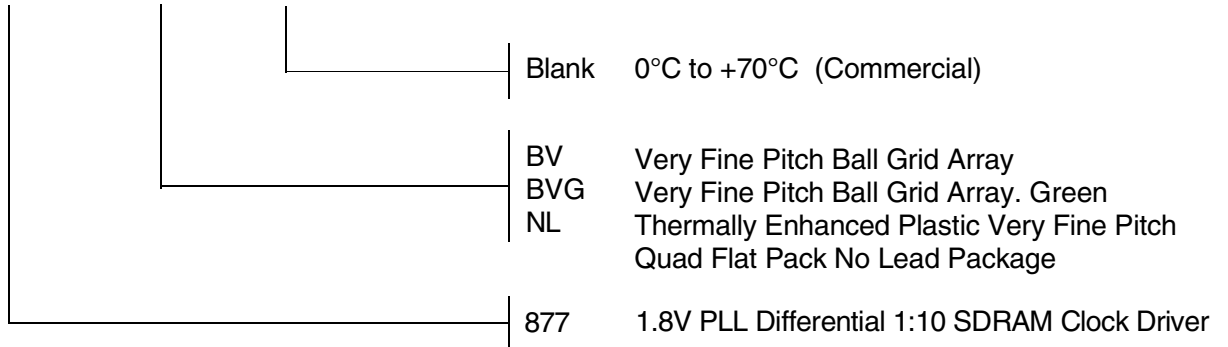 Blank 0°C to +70°C (Commercial)
BV Very Fine Pitch Ball Grid Array
BVG Very Fine Pitch Ball Grid Array. Green
NL Thermally Enhanced Plastic Very Fine Pitch
Quad Flat Pack No Lead Package
877 1.8V PLL Differential 1:10 SDRAM Clock Driver